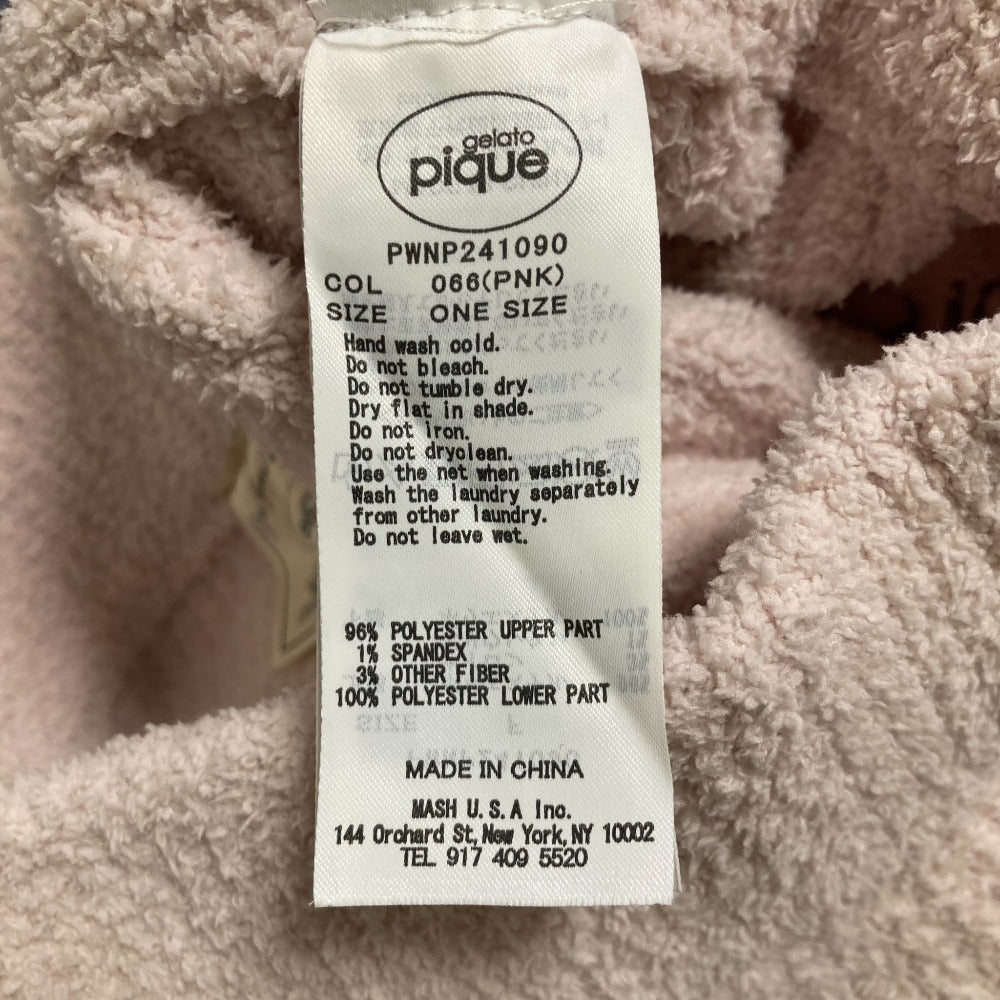 gelato
pique
PWNP241090
COL 066(PNK)
SIZE ONE SIZE
Hand wash cold.
Do not bleach.
Do not tumble dry.
Dry flat in shade.
Do not iron.
Do not dryclean.
Use the net when washing.
Wash the laundry separately
from other laundry.
Do not leave wet.
96% POLYESTER UPPER PART
1% SPANDEX
3% OTHER FIBER
100% POLYESTER LOWER PART
MADE IN CHINA
MASH U.S.A Inc.
144 Orchard St, New York, NY 10002
TEL 917 409 5520